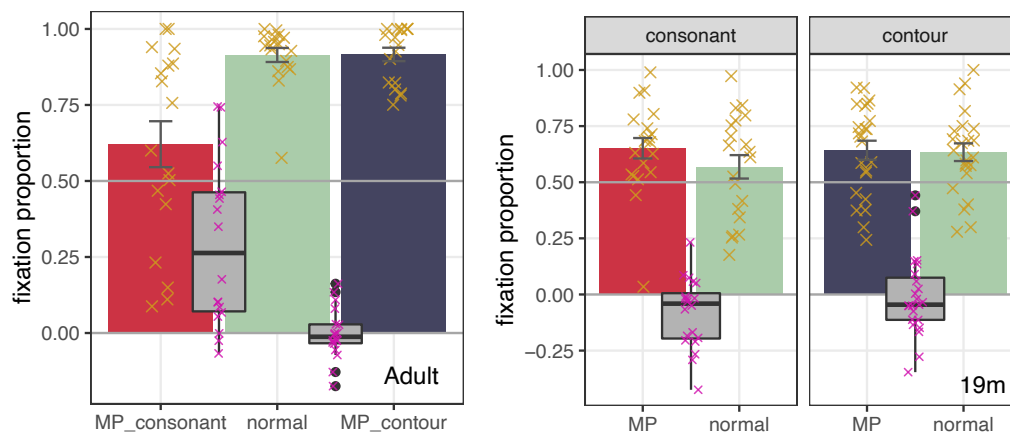 fixation proportion
1.00
0.75
0.50
0.25
0.00
Adult
MP_consonant normal MP_contour
fixation proportion
consonant contour
1.00
0.75
0.50
0.25
0.00
−0.25
19m
MP normal MP normal